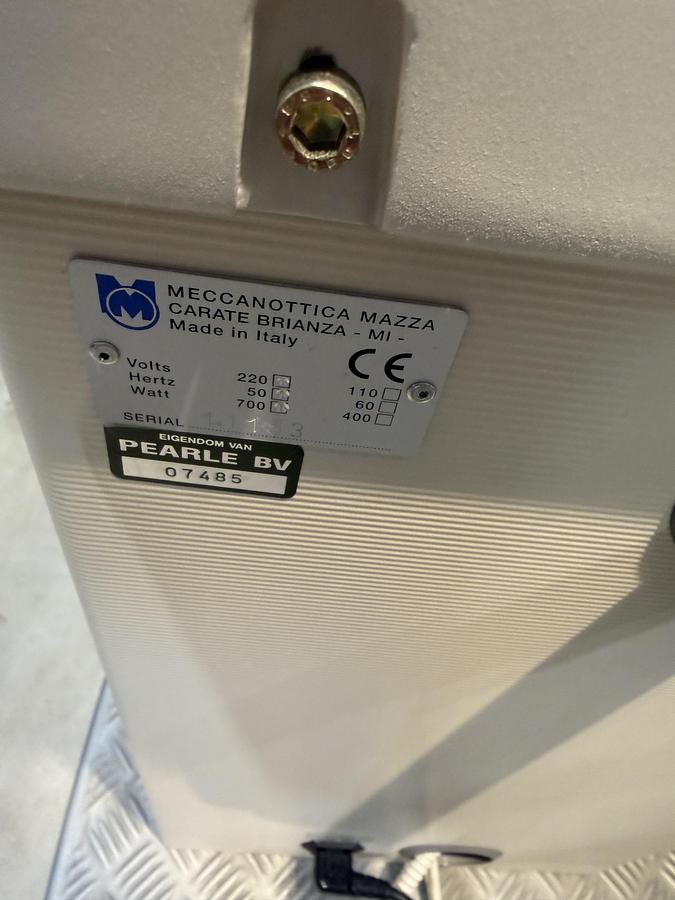 M
MECCANOTTICA MAZZA
CARATE BRIANZA - MI -
Made in Italy
CE
Volts 220 110
Hertz 50 60
Watt 700 400
SERIAL
EIGENDOM VAN
PEARLE BV
07485